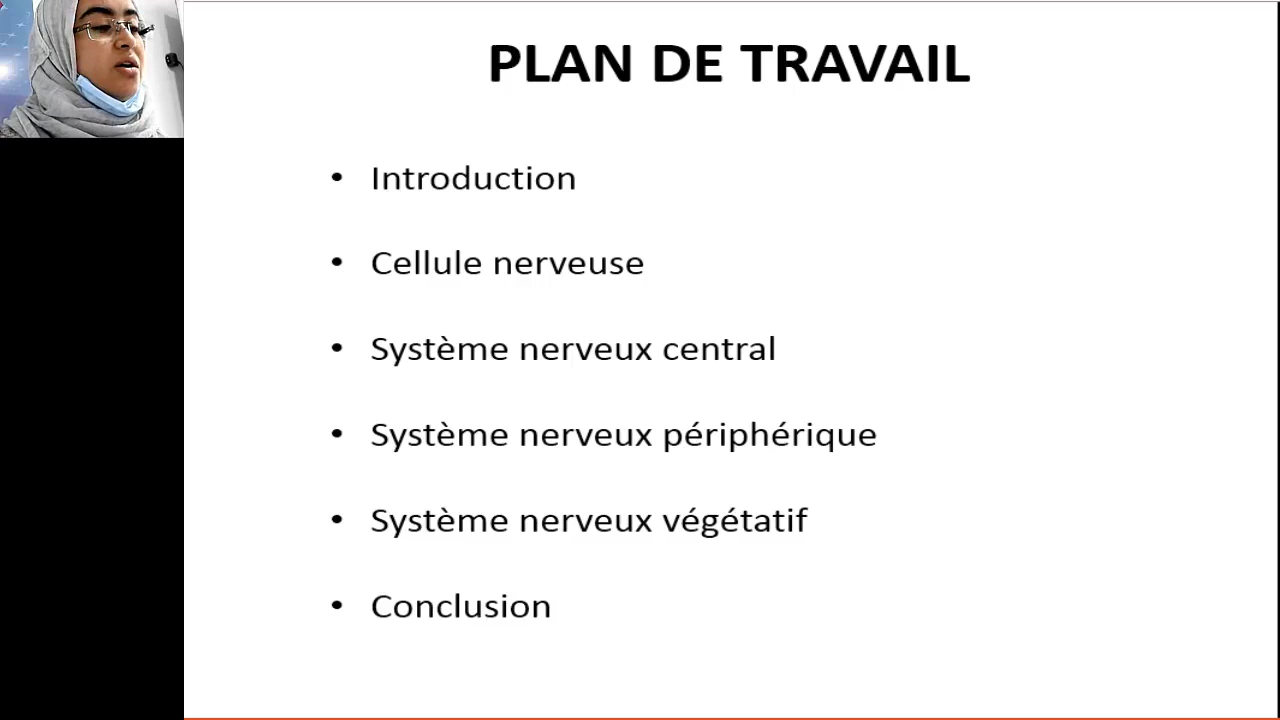 PLAN DE TRAVAIL
• Introduction
• Cellule nerveuse
• Système nerveux central
• Système nerveux périphérique
• Système nerveux végétatif
• Conclusion